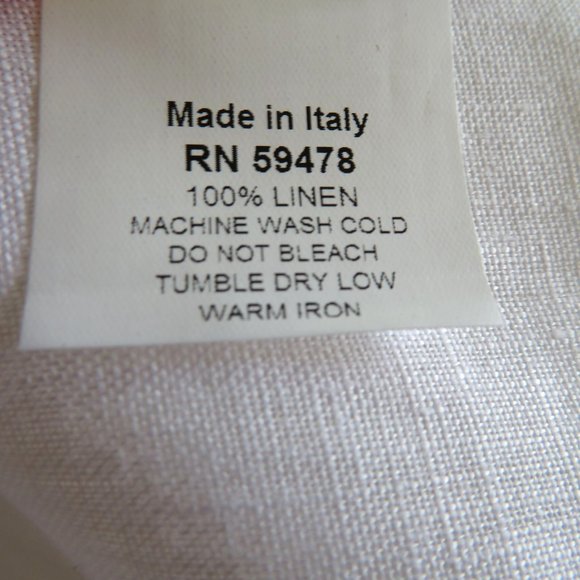 Made in Italy
RN 59478
100% LINEN
MACHINE WASH COLD
DO NOT BLEACH
TUMBLE DRY LOW
WARM IRON